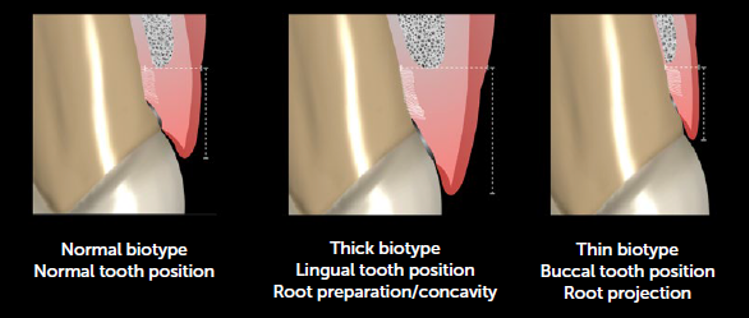 Normal biotype
Normal tooth position
Thick biotype
Lingual tooth position
Root preparation/concavity
Thin biotype
Buccal tooth position
Root projection